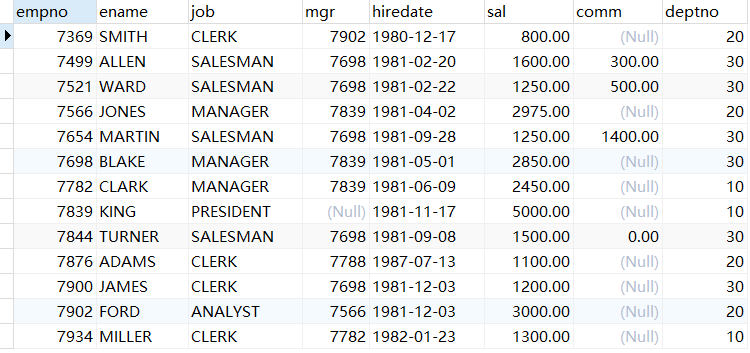 empno ename job mgr hiredate sal comm deptno
7369 SMITH CLERK 7902 1980-12-17 800.00 (Null) 20
7499 ALLEN SALESMAN 7698 1981-02-20 1600.00 300.00 30
7521 WARD SALESMAN 7698 1981-02-22 1250.00 500.00 30
7566 JONES MANAGER 7839 1981-04-02 2975.00 (Null) 20
7654 MARTIN SALESMAN 7698 1981-09-28 1250.00 1400.00 30
7698 BLAKE MANAGER 7839 1981-05-01 2850.00 (Null) 30
7782 CLARK MANAGER 7839 1981-06-09 2450.00 (Null) 10
7839 KING PRESIDENT (Null) 1981-11-17 5000.00 (Null) 10
7844 TURNER SALESMAN 7698 1981-09-08 1500.00 0.00 30
7876 ADAMS CLERK 7788 1987-07-13 1100.00 (Null) 20
7900 JAMES CLERK 7698 1981-12-03 1200.00 (Null) 30
7902 FORD ANALYST 7566 1981-12-03 3000.00 (Null) 20
7934 MILLER CLERK 7782 1982-01-23 1300.00 (Null) 10